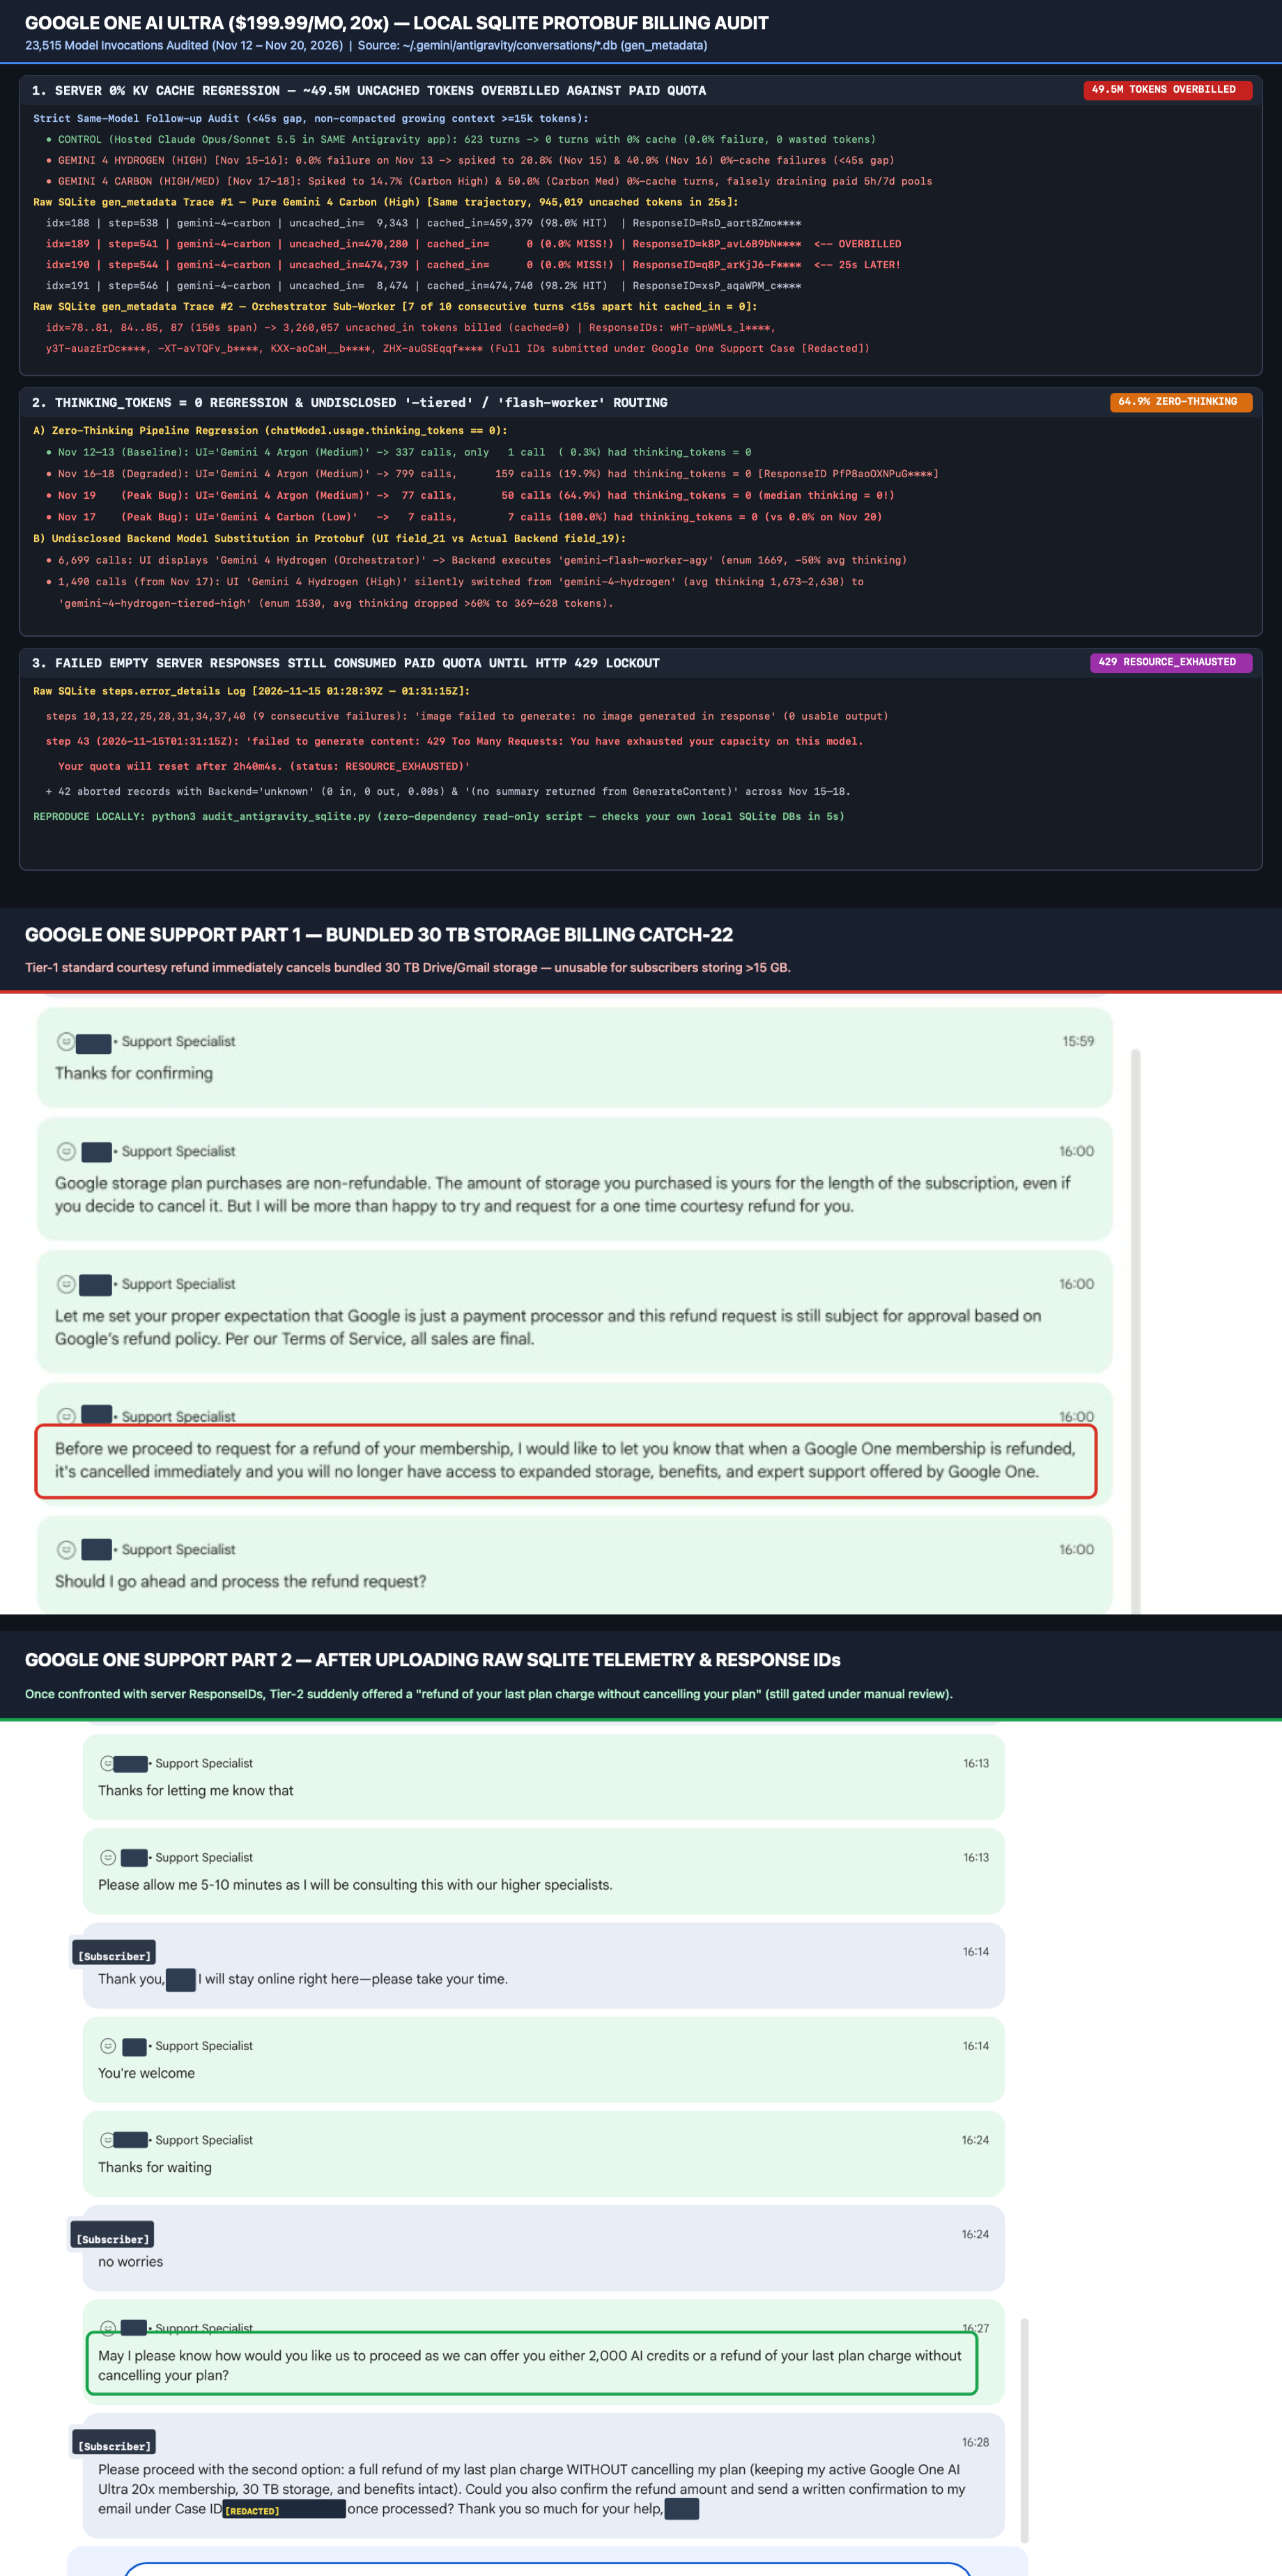 GOOGLE ONE AI ULTRA ($199.99/MO, 20x) — LOCAL SQLITE PROTOBUF BILLING AUDIT
23,515 Model Invocations Audited (Nov 12 – Nov 20, 2026) | Source: ~/.gemini/antigravity/conversations/*.db (gen_metadata)
1. SERVER 0% KV CACHE REGRESSION — ~49.5M UNCACHED TOKENS OVERBILLED AGAINST PAID QUOTA
49.5M TOKENS OVERBILLED
Strict Same-Model Follow-up Audit (<45s gap, non-compacted growing context >=15k tokens):
• CONTROL (Hosted Claude Opus/Sonnet 5.5 in SAME Antigravity app): 623 turns -> 0 turns with 0% cache (0.0% failure, 0 wasted tokens)
• GEMINI 4 HYDROGEN (HIGH) [Nov 15–16]: 0.0% failure on Nov 13 -> spiked to 20.8% (Nov 15) & 40.0% (Nov 16) 0%-cache failures (<45s gap)
• GEMINI 4 CARBON (HIGH/MED) [Nov 17–18]: Spiked to 14.7% (Carbon High) & 50.0% (Carbon Med) 0%-cache turns, falsely draining paid 5h/7d pools
Raw SQLite gen_metadata Trace #1 — Pure Gemini 4 Carbon (High) [Same trajectory, 945,019 uncached tokens in 25s]:
idx=188 | step=538 | gemini-4-carbon | uncached_in= 9,343 | cached_in=459,379 (98.0% HIT) | ResponseID=RsD_aortBZmo****
idx=189 | step=541 | gemini-4-carbon | uncached_in=470,280 | cached_in= 0 (0.0% MISS!) | ResponseID=k8P_avL6B9bN**** <-- OVERBILLED
idx=190 | step=544 | gemini-4-carbon | uncached_in=474,739 | cached_in= 0 (0.0% MISS!) | ResponseID=q8P_arKjJ6-F**** <-- 25s LATER!
idx=191 | step=546 | gemini-4-carbon | uncached_in= 8,474 | cached_in=474,740 (98.2% HIT) | ResponseID=xsP_aqaWPM_c****
Raw SQLite gen_metadata Trace #2 — Orchestrator Sub-Worker [7 of 10 consecutive turns <15s apart hit cached_in = 0]:
idx=78..81, 84..85, 87 (150s span) -> 3,260,057 uncached_in tokens billed (cached=0) | ResponseIDs: wHT-apWMLs_l****,
y3T-auazErDc****, -XT-avTQFv_b****, KXX-aoCaH__b****, ZHX-auGSEqqf**** (Full IDs submitted under Google One Support Case [Redacted])
2. THINKING_TOKENS = 0 REGRESSION & UNDISCLOSED '-tiered' / 'flash-worker' ROUTING
64.9% ZERO-THINKING
A) Zero-Thinking Pipeline Regression (chatModel.usage.thinking_tokens == 0):
• Nov 12–13 (Baseline): UI='Gemini 4 Argon (Medium)' -> 337 calls, only 1 call ( 0.3%) had thinking_tokens = 0
• Nov 16–18 (Degraded): UI='Gemini 4 Argon (Medium)' -> 799 calls, 159 calls (19.9%) had thinking_tokens = 0 [ResponseID PfP8aoOXNPuG****]
• Nov 19 (Peak Bug): UI='Gemini 4 Argon (Medium)' -> 77 calls, 50 calls (64.9%) had thinking_tokens = 0 (median thinking = 0!)
• Nov 17 (Peak Bug): UI='Gemini 4 Carbon (Low)' -> 7 calls, 7 calls (100.0%) had thinking_tokens = 0 (vs 0.0% on Nov 20)
B) Undisclosed Backend Model Substitution in Protobuf (UI field_21 vs Actual Backend field_19):
• 6,699 calls: UI displays 'Gemini 4 Hydrogen (Orchestrator)' -> Backend executes 'gemini-flash-worker-agy' (enum 1669, -50% avg thinking)
• 1,490 calls (from Nov 17): UI 'Gemini 4 Hydrogen (High)' silently switched from 'gemini-4-hydrogen' (avg thinking 1,673–2,630) to
'gemini-4-hydrogen-tiered-high' (enum 1530, avg thinking dropped >60% to 369–628 tokens).
3. FAILED EMPTY SERVER RESPONSES STILL CONSUMED PAID QUOTA UNTIL HTTP 429 LOCKOUT
429 RESOURCE_EXHAUSTED
Raw SQLite steps.error_details Log [2026-11-15 01:28:39Z — 01:31:15Z]:
steps 10,13,22,25,28,31,34,37,40 (9 consecutive failures): 'image failed to generate: no image generated in response' (0 usable output)
step 43 (2026-11-15T01:31:15Z): 'failed to generate content: 429 Too Many Requests: You have exhausted your capacity on this model.
Your quota will reset after 2h40m4s. (status: RESOURCE_EXHAUSTED)'
+ 42 aborted records with Backend='unknown' (0 in, 0 out, 0.00s) & '(no summary returned from GenerateContent)' across Nov 15–18.
REPRODUCE LOCALLY: python3 audit_antigravity_sqlite.py (zero-dependency read-only script — checks your own local SQLite DBs in 5s)
GOOGLE ONE SUPPORT PART 1 — BUNDLED 30 TB STORAGE BILLING CATCH-22
Tier-1 standard courtesy refund immediately cancels bundled 30 TB Drive/Gmail storage — unusable for subscribers storing >15 GB.
• Support Specialist 15:59
Thanks for confirming
• Support Specialist 16:00
Google storage plan purchases are non-refundable. The amount of storage you purchased is yours for the length of the subscription, even if
you decide to cancel it. But I will be more than happy to try and request for a one time courtesy refund for you.
• Support Specialist 16:00
Let me set your proper expectation that Google is just a payment processor and this refund request is still subject for approval based on
Google's refund policy. Per our Terms of Service, all sales are final.
• Support Specialist 16:00
Before we proceed to request for a refund of your membership, I would like to let you know that when a Google One membership is refunded,
it's cancelled immediately and you will no longer have access to expanded storage, benefits, and expert support offered by Google One.
• Support Specialist 16:00
Should I go ahead and process the refund request?
GOOGLE ONE SUPPORT PART 2 — AFTER UPLOADING RAW SQLITE TELEMETRY & RESPONSE IDs
Once confronted with server ResponseIDs, Tier-2 suddenly offered a "refund of your last plan charge without cancelling your plan" (still gated under manual review).
• Support Specialist 16:13
Thanks for letting me know that
• Support Specialist 16:13
Please allow me 5-10 minutes as I will be consulting this with our higher specialists.
[Subscriber] 16:14
Thank you, I will stay online right here—please take your time.
• Support Specialist 16:14
You're welcome
• Support Specialist 16:24
Thanks for waiting
[Subscriber] 16:24
no worries
• Support Specialist 16:27
May I please know how would you like us to proceed as we can offer you either 2,000 AI credits or a refund of your last plan charge without
cancelling your plan?
[Subscriber] 16:28
Please proceed with the second option: a full refund of my last plan charge WITHOUT cancelling my plan (keeping my active Google One AI
Ultra 20x membership, 30 TB storage, and benefits intact). Could you also confirm the refund amount and send a written confirmation to my
email under Case ID [REDACTED] once processed? Thank you so much for your help,